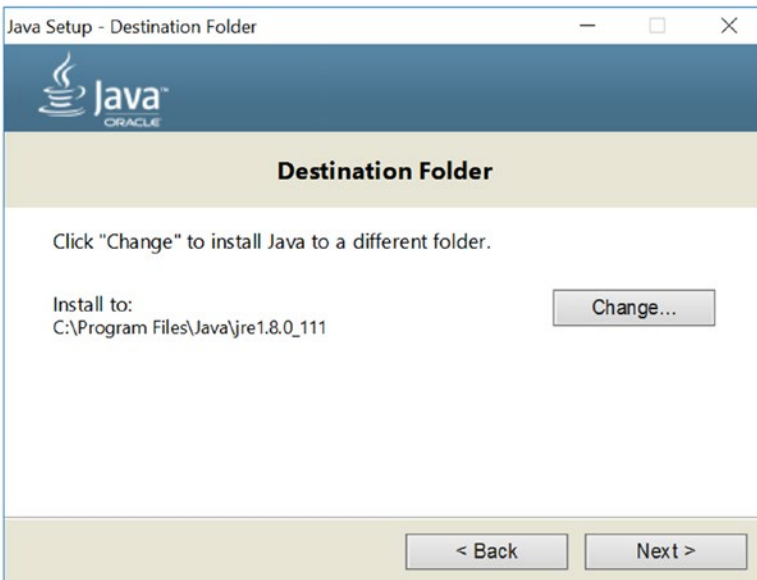 Java Setup - Destination Folder
Java™
ORACLE
Destination Folder
Click "Change" to install Java to a different folder.
Install to:
C:\Program Files\Java\jre1.8.0_111
Change...
< Back
Next >